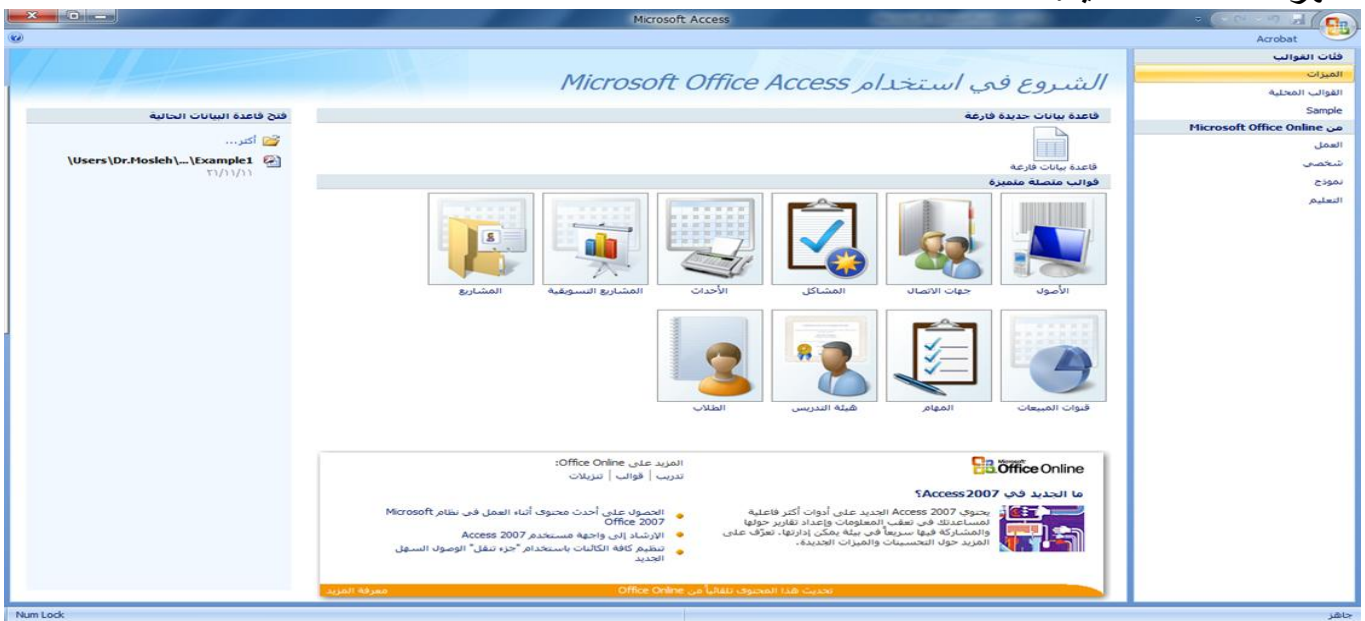 Microsoft Access
Acrobat
فئات القوالب
الميزات
القوالب المحلية
Sample
من Microsoft Office Online
العمل
شخصي
نموذج
التعليم
الشروع في استخدام Microsoft Office Access
قاعدة بيانات جديدة فارغة
قاعدة بيانات فارغة
قوالب متصلة متميزة
الأصول
جهات الاتصال
المشاكل
الأحداث
المشاريع التسويقية
المشاريع
قنوات المبيعات
المهام
هيئة التدريس
الطلاب
فتح قاعدة البيانات الحالية
أكثر...
\Users\Dr.Mosleh\...\Example1
٢١/١١/١١
Microsoft Office Online
ما الجديد في Access 2007؟
يحتوي Access 2007 الجديد على أدوات أكثر فاعلية
لمساعدتك في تعقب المعلومات وإعداد تقارير حولها
والمشاركة فيها سريعاً في بيئة يمكن إدارتها. تعرّف على
المزيد حول التحسينات والميزات الجديدة.
المزيد على Office Online:
تدريب | قوالب | تنزيلات
الحصول على أحدث محتوى أثناء العمل في نظام Microsoft
Office 2007
الإرشاد إلى واجهة مستخدم Access 2007
تنظيم كافة الكائنات باستخدام "جزء تنقل" الوصول السهل
الجديد
تحديث هذا المحتوى تلقائياً من Office Online
معرفة المزيد
جاهز
Num Lock